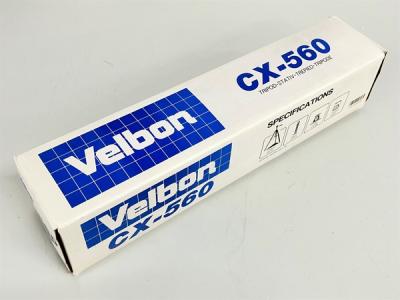 Velbon
CX-560
TRIPOD•STATIV•TREPIED•TRIPODE
SPECIFICATIONS
Velbon
CX-560